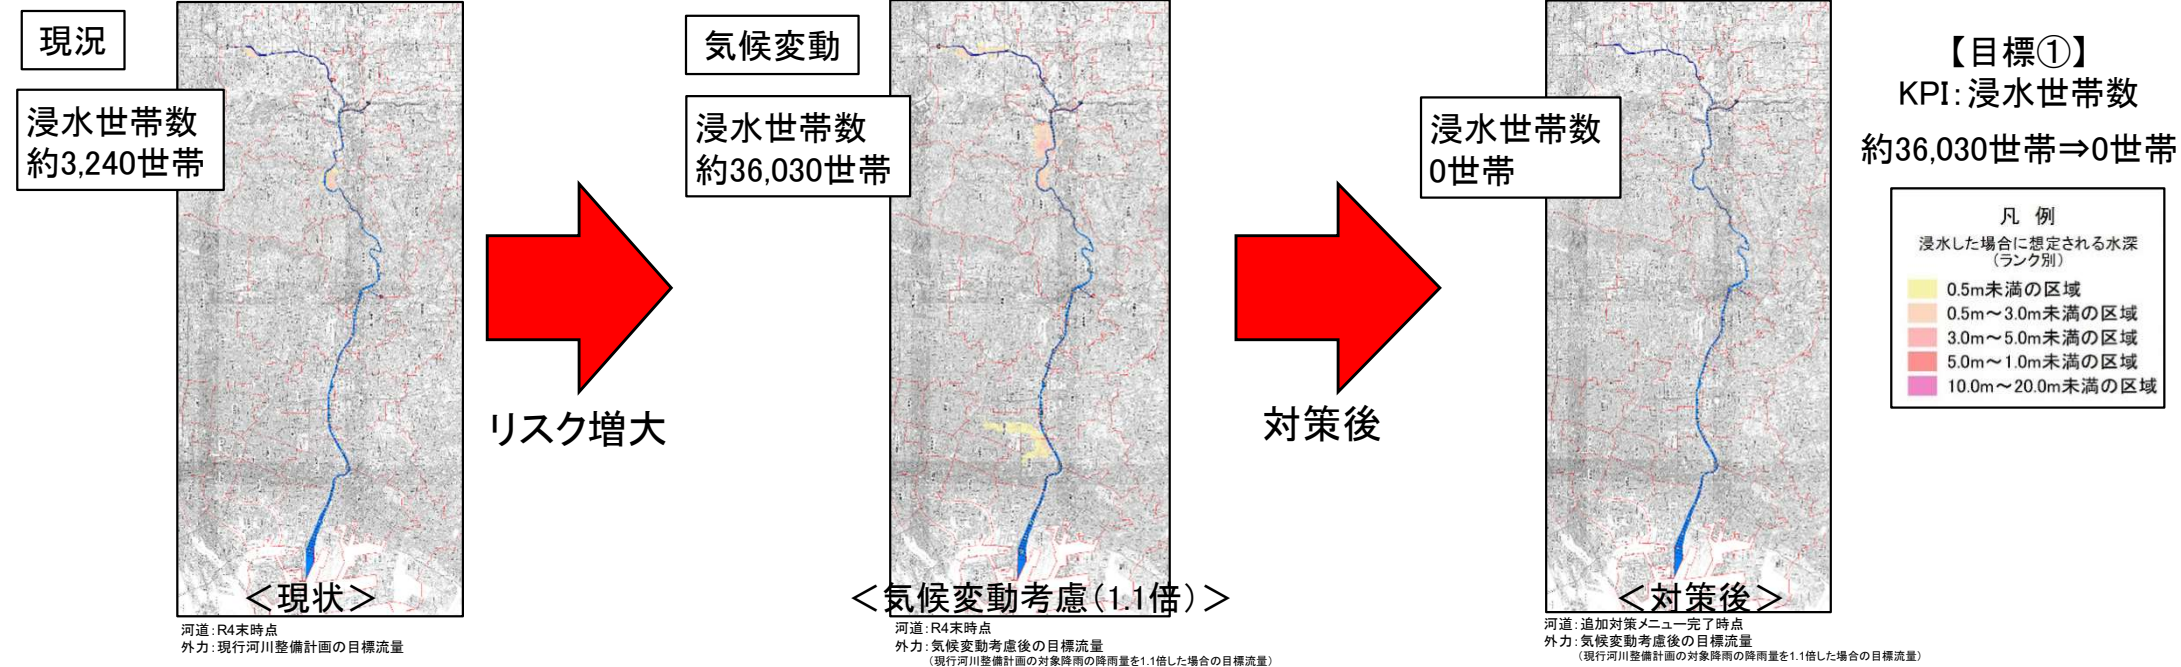 現況
浸水世帯数
約3,240世帯
<現状>
河道:R4末時点
外力:現行河川整備計画の目標流量
リスク増大
気候変動
浸水世帯数
約36,030世帯
<気候変動考慮(1.1倍)>
河道:R4末時点
外力:気候変動考慮後の目標流量
(現行河川整備計画の対象降雨の降雨量を1.1倍した場合の目標流量)
対策後
浸水世帯数
0世帯
<対策後>
河道:追加対策メニュー完了時点
外力:気候変動考慮後の目標流量
(現行河川整備計画の対象降雨の降雨量を1.1倍した場合の目標流量)
【目標①】
KPI:浸水世帯数
約36,030世帯⇒0世帯
凡 例
浸水した場合に想定される水深
(ランク別)
0.5m未満の区域
0.5m～3.0m未満の区域
3.0m～5.0m未満の区域
5.0m～1.0m未満の区域
10.0m～20.0m未満の区域